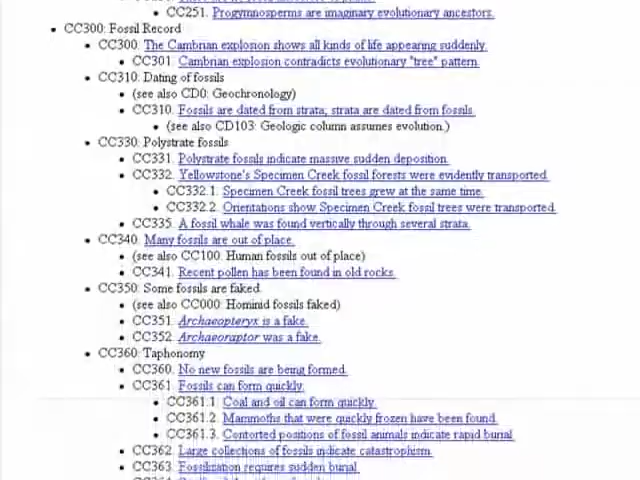 CC251. Progymnosperms are imaginary evolutionary ancestors.
CC300: Fossil Record
CC300. The Cambrian explosion shows all kinds of life appearing suddenly.
CC301. Cambrian explosion contradicts evolutionary "tree" pattern.
CC310: Dating of fossils
(see also CD0: Geochronology)
CC310. Fossils are dated from strata; strata are dated from fossils.
(see also CD103: Geologic column assumes evolution.)
CC330: Polystrate fossils
CC331. Polystrate fossils indicate massive sudden deposition.
CC332. Yellowstone's Specimen Creek fossil forests were evidently transported.
CC332.1. Specimen Creek fossil trees grew at the same time.
CC332.2. Orientations show Specimen Creek fossil trees were transported.
CC335. A fossil whale was found vertically through several strata.
CC340. Many fossils are out of place.
(see also CC100: Human fossils out of place)
CC341. Recent pollen has been found in old rocks.
CC350: Some fossils are faked.
(see also CC000: Hominid fossils faked)
CC351. Archaeopteryx is a fake.
CC352. Archaeoraptor was a fake.
CC360: Taphonomy
CC360. No new fossils are being formed.
CC361. Fossils can form quickly.
CC361.1. Coal and oil can form quickly.
CC361.2. Mammoths that were quickly frozen have been found.
CC361.3. Contorted positions of fossil animals indicate rapid burial
CC362. Large collections of fossils indicate catastrophism.
CC363. Fossilization requires sudden burial.